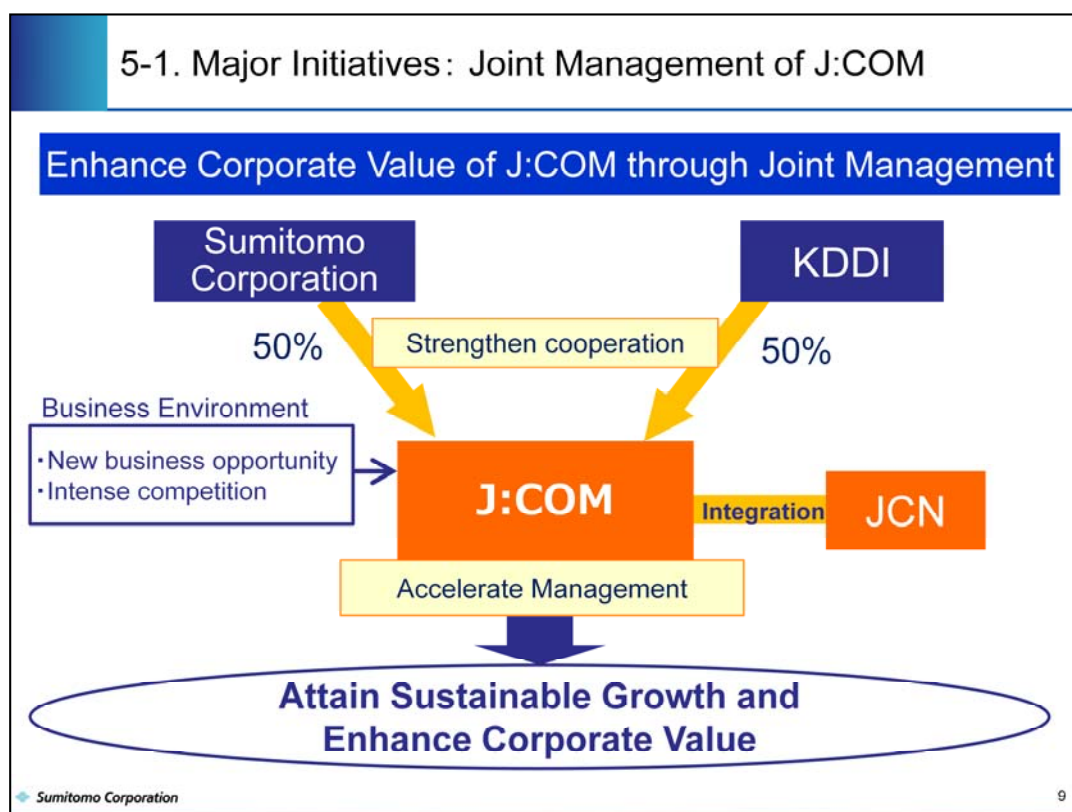 5-1. Major Initiatives: Joint Management of J:COM
Enhance Corporate Value of J:COM through Joint Management
Sumitomo
Corporation
KDDI
50%
Strengthen cooperation
50%
Business Environment
・New business opportunity
・Intense competition
J:COM
Integration
JCN
Accelerate Management
Attain Sustainable Growth and
Enhance Corporate Value
Sumitomo Corporation
9